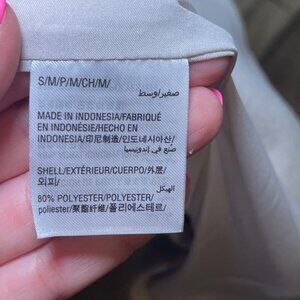 S/M/P/M/CH/M/
صغير/وسط
MADE IN INDONESIA/FABRIQUÉ
EN INDONÉSIE/HECHO EN
INDONESIA/印尼制造/인도네시아산/
صنع في إندونيسيا
SHELL/EXTÉRIEUR/CUERPO/外层/
외피/
الهيكل
80% POLYESTER/POLYESTER/
poliester/聚酯纤维/폴리에스테르/